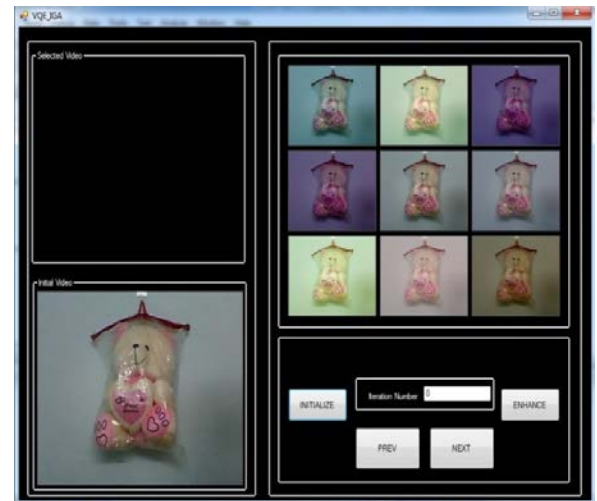 VQE_IGA
Selected Video
Initial Video
INITIALIZE
Iteration Number 0
ENHANCE
PREV
NEXT